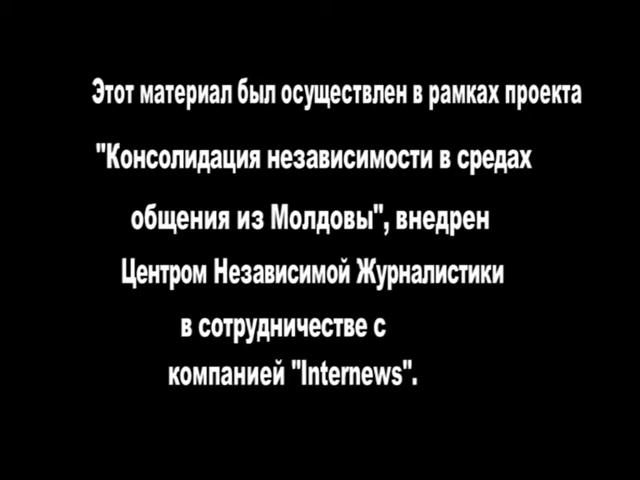 Этот материал был осуществлен в рамках проекта
"Консолидация независимости в средах
общения из Молдовы", внедрен
Центром Независимой Журналистики
в сотрудничестве с
компанией "Internews".